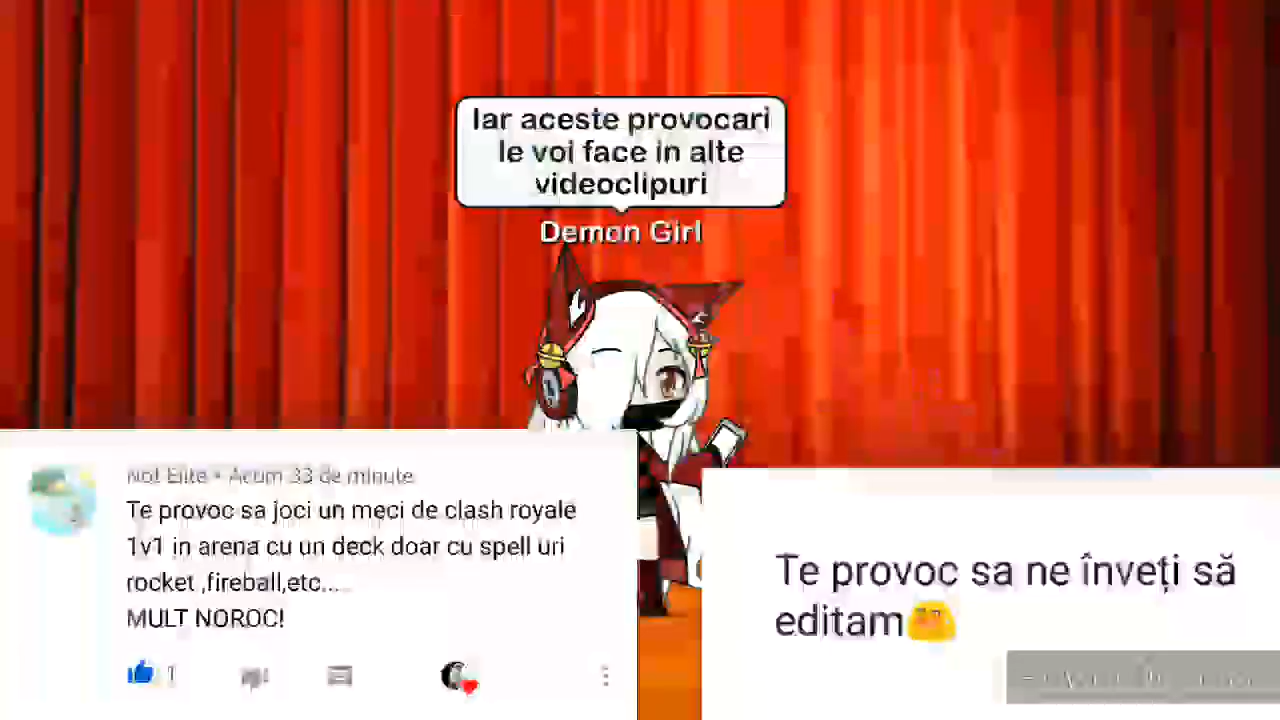 Iar aceste provocari
le voi face in alte
videoclipuri
Demon Girl
Not Elite • Acum 33 de minute
Te provoc sa joci un meci de clash royale
1v1 in arena cu un deck doar cu spell uri
rocket ,fireball,etc....
MULT NOROC!
1
Te provoc sa ne înveți să
editam